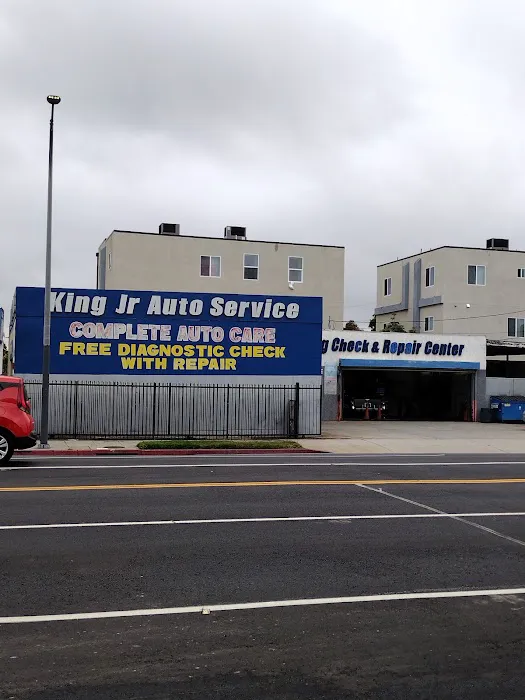 King Jr Auto Service
COMPLETE AUTO CARE
FREE DIAGNOSTIC CHECK
WITH REPAIR
g Check & Repair Center